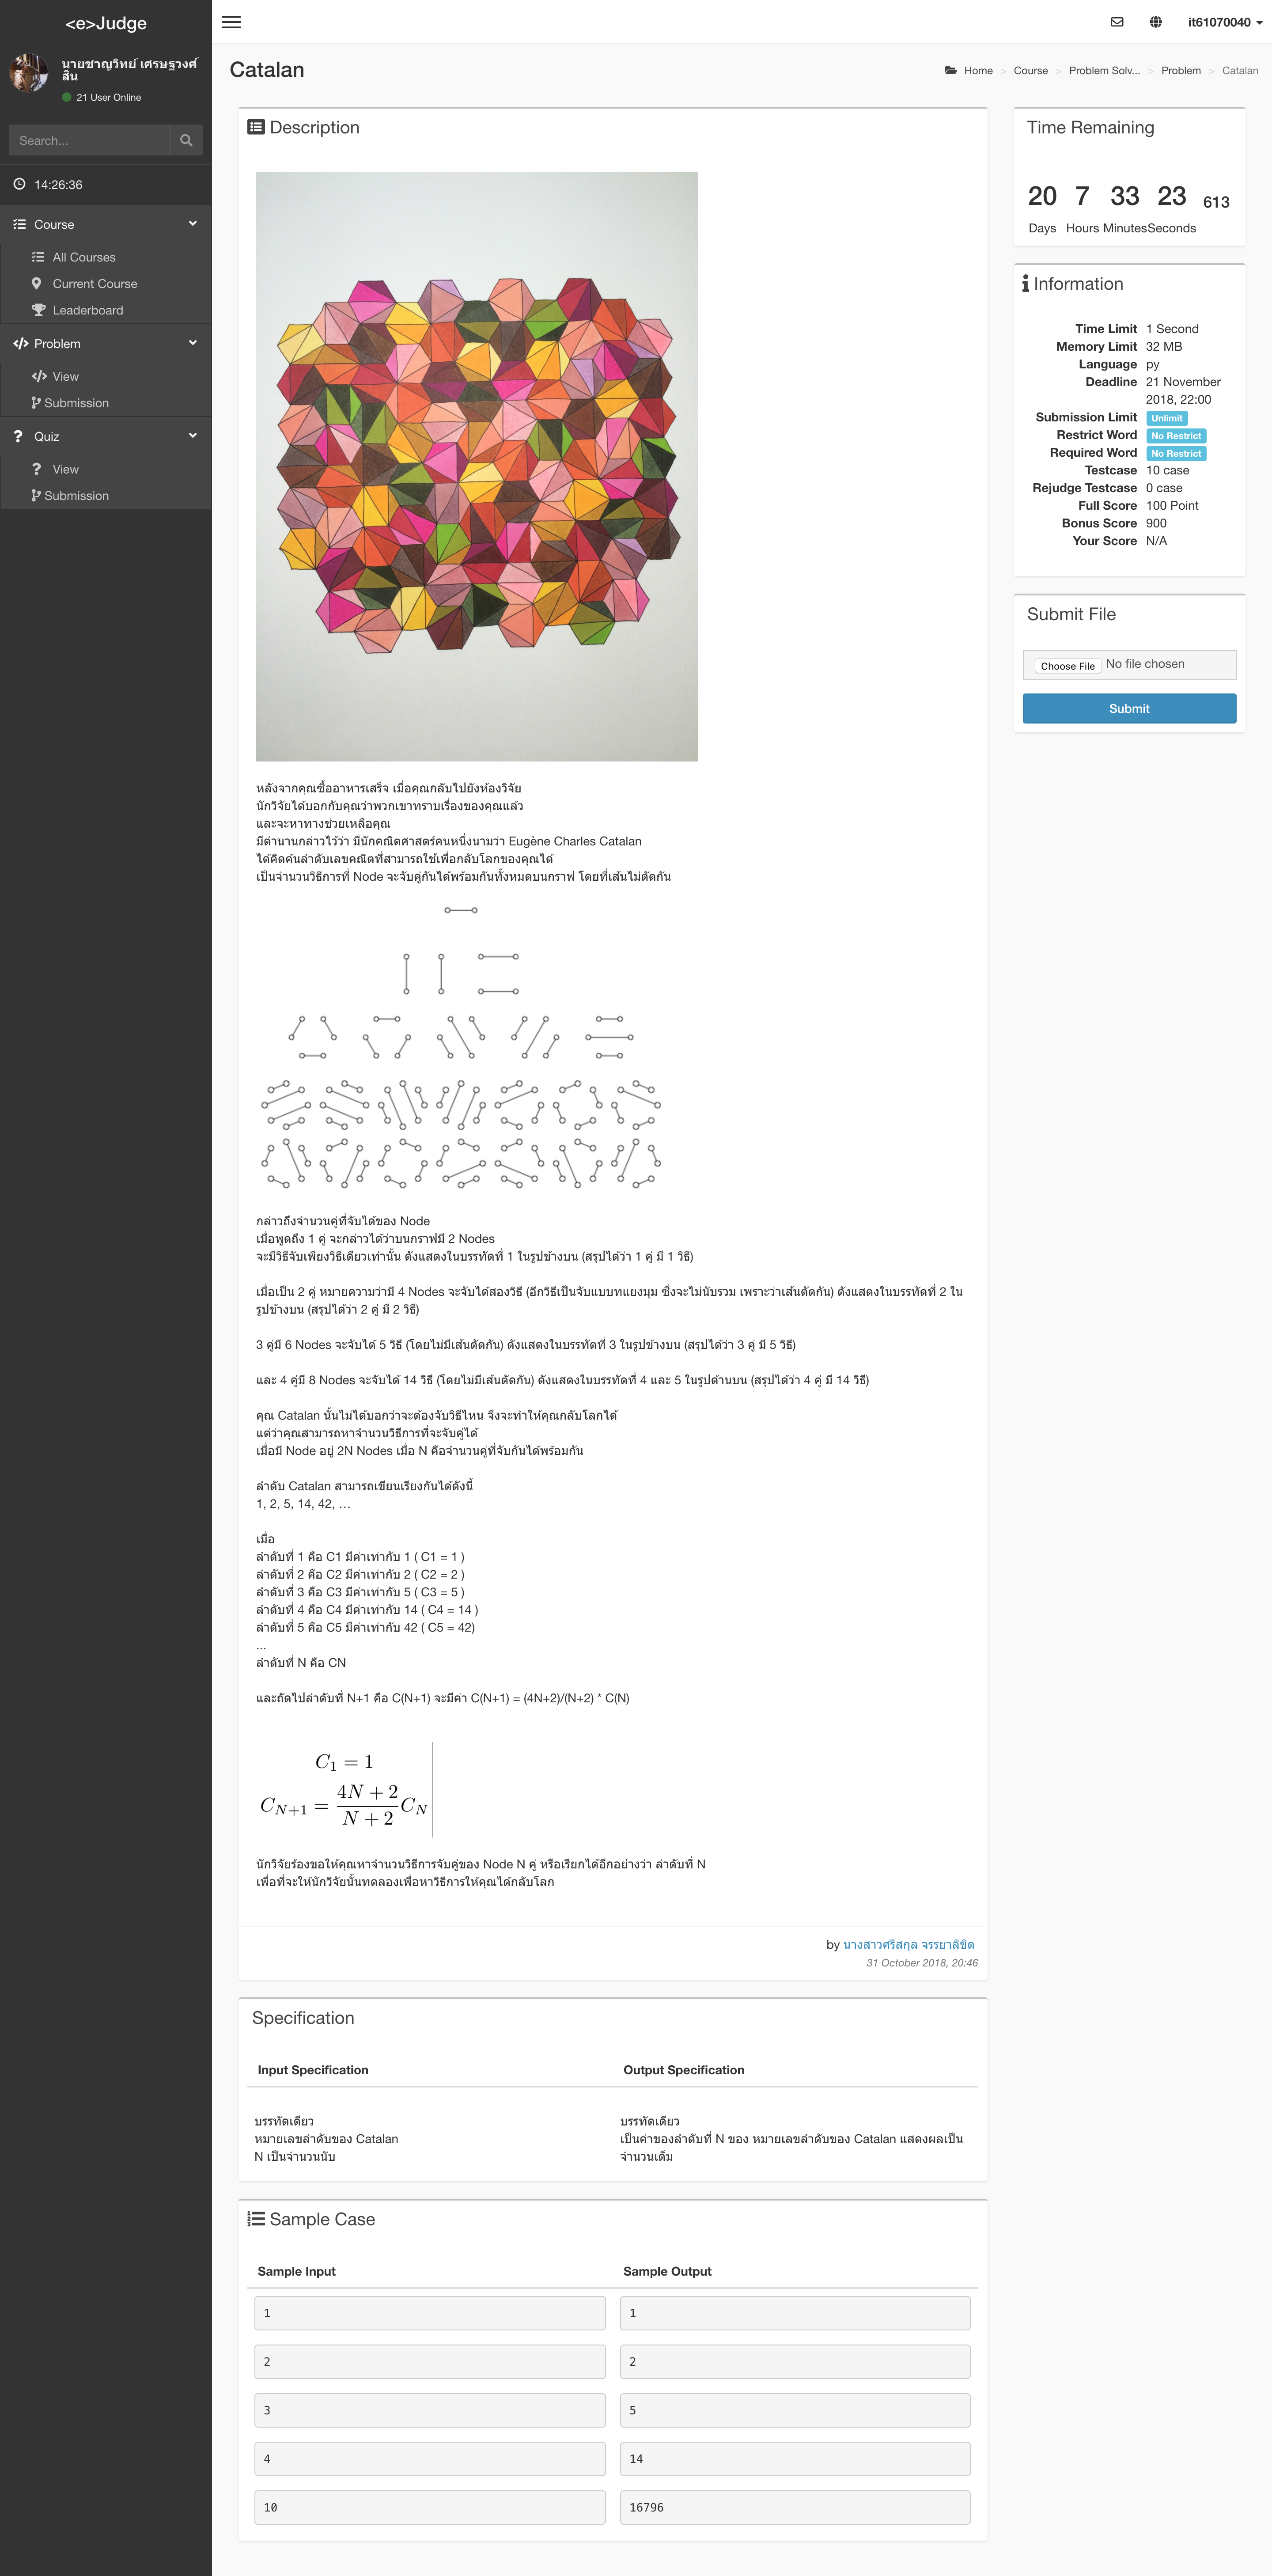 <e>Judge
นายชาญวิทย์ เศรษฐวงศ์
สิน
21 User Online
Search...
14:26:36
Course
All Courses
Current Course
Leaderboard
Problem
View
Submission
Quiz
View
Submission
it61070040
Catalan
Home > Course > Problem Solv... > Problem > Catalan
Description
หลังจากคุณซื้ออาหารเสร็จ เมื่อคุณกลับไปยังห้องวิจัย
นักวิจัยได้บอกกับคุณว่าพวกเขาทราบเรื่องของคุณแล้ว
และจะหาทางช่วยเหลือคุณ
มีตำนานกล่าวไว้ว่า มีนักคณิตศาสตร์คนหนึ่งนามว่า Eugène Charles Catalan
ได้คิดค้นลำดับเลขคณิตที่สามารถใช้เพื่อกลับโลกของคุณได้
เป็นจำนวนวิธีการที่ Node จะจับคู่กันได้พร้อมกันทั้งหมดบนกราฟ โดยที่เส้นไม่ตัดกัน
กล่าวถึงจำนวนคู่ที่จับได้ของ Node
เมื่อพูดถึง 1 คู่ จะกล่าวได้ว่าบนกราฟมี 2 Nodes
จะมีวิธีจับเพียงวิธีเดียวเท่านั้น ดังแสดงในบรรทัดที่ 1 ในรูปข้างบน (สรุปได้ว่า 1 คู่ มี 1 วิธี)
เมื่อเป็น 2 คู่ หมายความว่ามี 4 Nodes จะจับได้สองวิธี (อีกวิธีเป็นจับแบบทแยงมุม ซึ่งจะไม่นับรวม เพราะว่าเส้นตัดกัน) ดังแสดงในบรรทัดที่ 2 ใน
รูปข้างบน (สรุปได้ว่า 2 คู่ มี 2 วิธี)
3 คู่มี 6 Nodes จะจับได้ 5 วิธี (โดยไม่มีเส้นตัดกัน) ดังแสดงในบรรทัดที่ 3 ในรูปข้างบน (สรุปได้ว่า 3 คู่ มี 5 วิธี)
และ 4 คู่มี 8 Nodes จะจับได้ 14 วิธี (โดยไม่มีเส้นตัดกัน) ดังแสดงในบรรทัดที่ 4 และ 5 ในรูปด้านบน (สรุปได้ว่า 4 คู่ มี 14 วิธี)
คุณ Catalan นั้นไม่ได้บอกว่าจะต้องจับวิธีไหน จึงจะทำให้คุณกลับโลกได้
แต่ว่าคุณสามารถหาจำนวนวิธีการที่จะจับคู่ได้
เมื่อมี Node อยู่ 2N Nodes เมื่อ N คือจำนวนคู่ที่จับกันได้พร้อมกัน
ลำดับ Catalan สามารถเขียนเรียงกันได้ดังนี้
1, 2, 5, 14, 42, …
เมื่อ
ลำดับที่ 1 คือ C1 มีค่าเท่ากับ 1 ( C1 = 1 )
ลำดับที่ 2 คือ C2 มีค่าเท่ากับ 2 ( C2 = 2 )
ลำดับที่ 3 คือ C3 มีค่าเท่ากับ 5 ( C3 = 5 )
ลำดับที่ 4 คือ C4 มีค่าเท่ากับ 14 ( C4 = 14 )
ลำดับที่ 5 คือ C5 มีค่าเท่ากับ 42 ( C5 = 42)
...
ลำดับที่ N คือ CN
และถัดไปลำดับที่ N+1 คือ C(N+1) จะมีค่า C(N+1) = (4N+2)/(N+2) * C(N)
C₁ = 1
C_{N+1} = \frac{4N + 2}{N + 2} C_N
นักวิจัยร้องขอให้คุณหาจำนวนวิธีการจับคู่ของ Node N คู่ หรือเรียกได้อีกอย่างว่า ลำดับที่ N
เพื่อที่จะให้นักวิจัยนั้นทดลองเพื่อหาวิธีการให้คุณได้กลับโลก
by นางสาวศรีสกุล จรรยาลิขิต
31 October 2018, 20:46
Specification
Input Specification
Output Specification
บรรทัดเดียว
หมายเลขลำดับของ Catalan
N เป็นจำนวนนับ
บรรทัดเดียว
เป็นค่าของลำดับที่ N ของ หมายเลขลำดับของ Catalan แสดงผลเป็น
จำนวนเต็ม
Sample Case
Sample Input
Sample Output
1 1
2 2
3 5
4 14
10 16796
Time Remaining
20 7 33 23 613
Days Hours Minutes Seconds
Information
Time Limit 1 Second
Memory Limit 32 MB
Language py
Deadline 21 November
2018, 22:00
Submission Limit Unlimit
Restrict Word No Restrict
Required Word No Restrict
Testcase 10 case
Rejudge Testcase 0 case
Full Score 100 Point
Bonus Score 900
Your Score N/A
Submit File
Choose File No file chosen
Submit